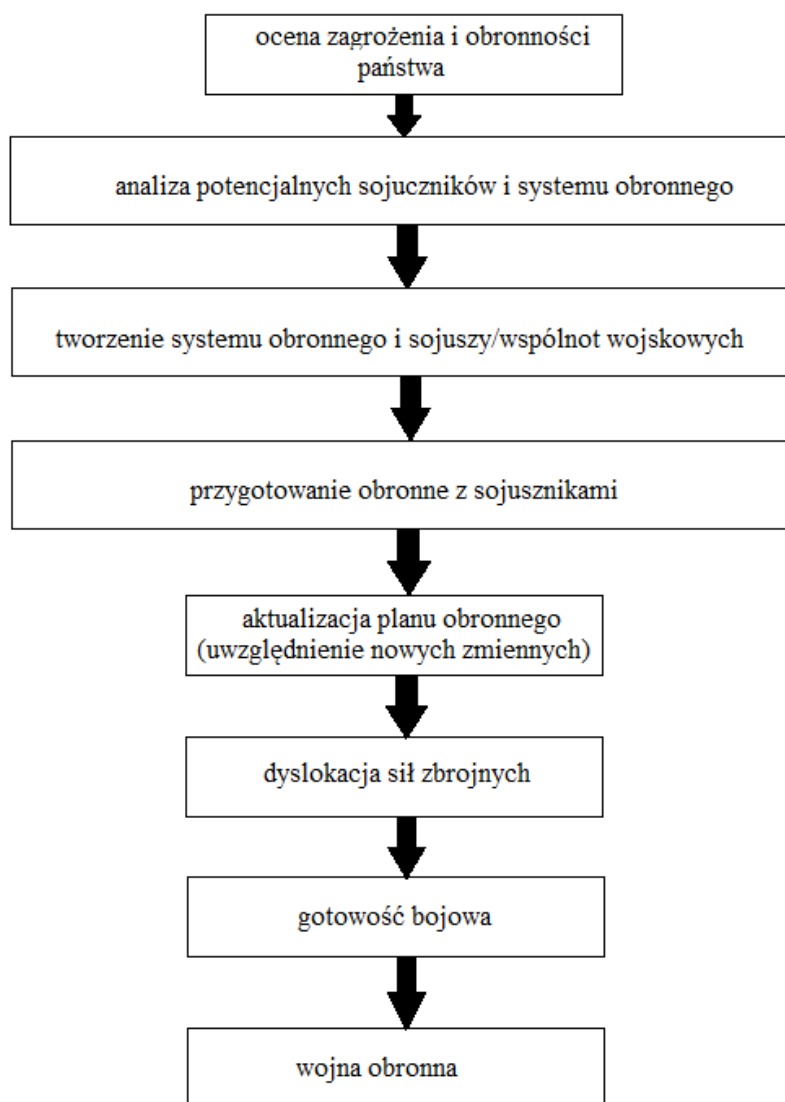 ocena zagrożenia i obronności
państwa
analiza potencjalnych sojuczników i systemu obronnego
tworzenie systemu obronnego i sojuszy/wspólnot wojskowych
przygotowanie obronne z sojusznikami
aktualizacja planu obronnego
(uwzględnienie nowych zmiennych)
dyslokacja sił zbrojnych
gotowość bojowa
wojna obronna